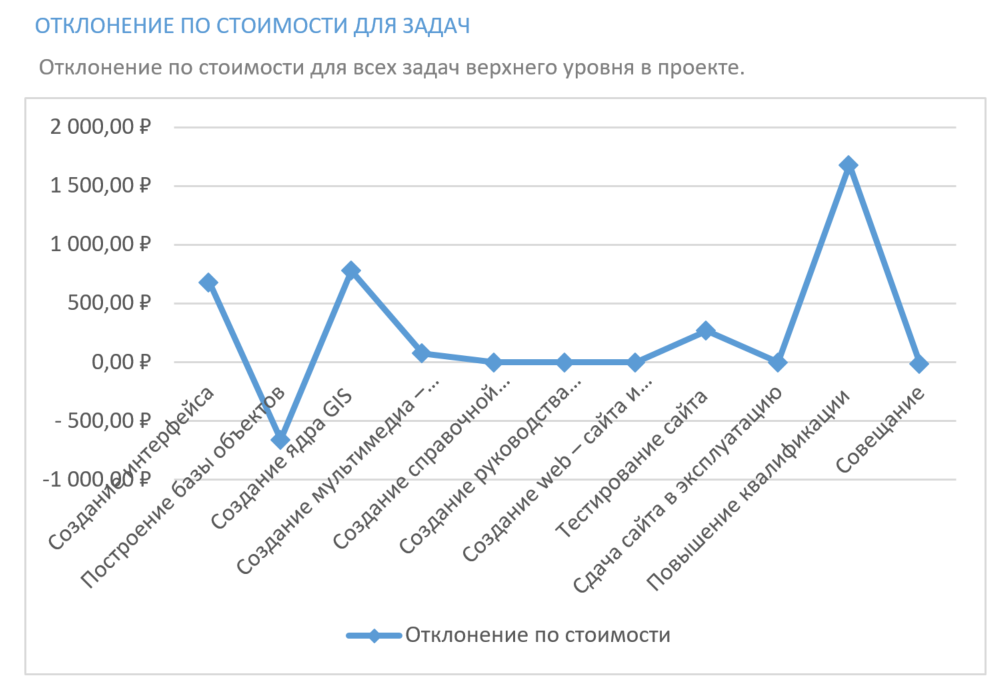 ОТКЛОНЕНИЕ ПО СТОИМОСТИ ДЛЯ ЗАДАЧ
Отклонение по стоимости для всех задач верхнего уровня в проекте.
2 000,00 ₽
1 500,00 ₽
1 000,00 ₽
500,00 ₽
0,00 ₽
- 500,00 ₽
-1 000,00 ₽
Создание интерфейса
Построение базы объектов
Создание ядра GIS
Создание мультимедиа –...
Создание справочной...
Создание руководства...
Создание web – сайта и...
Тестирование сайта
Сдача сайта в эксплуатацию
Повышение квалификации
Совещание
Отклонение по стоимости